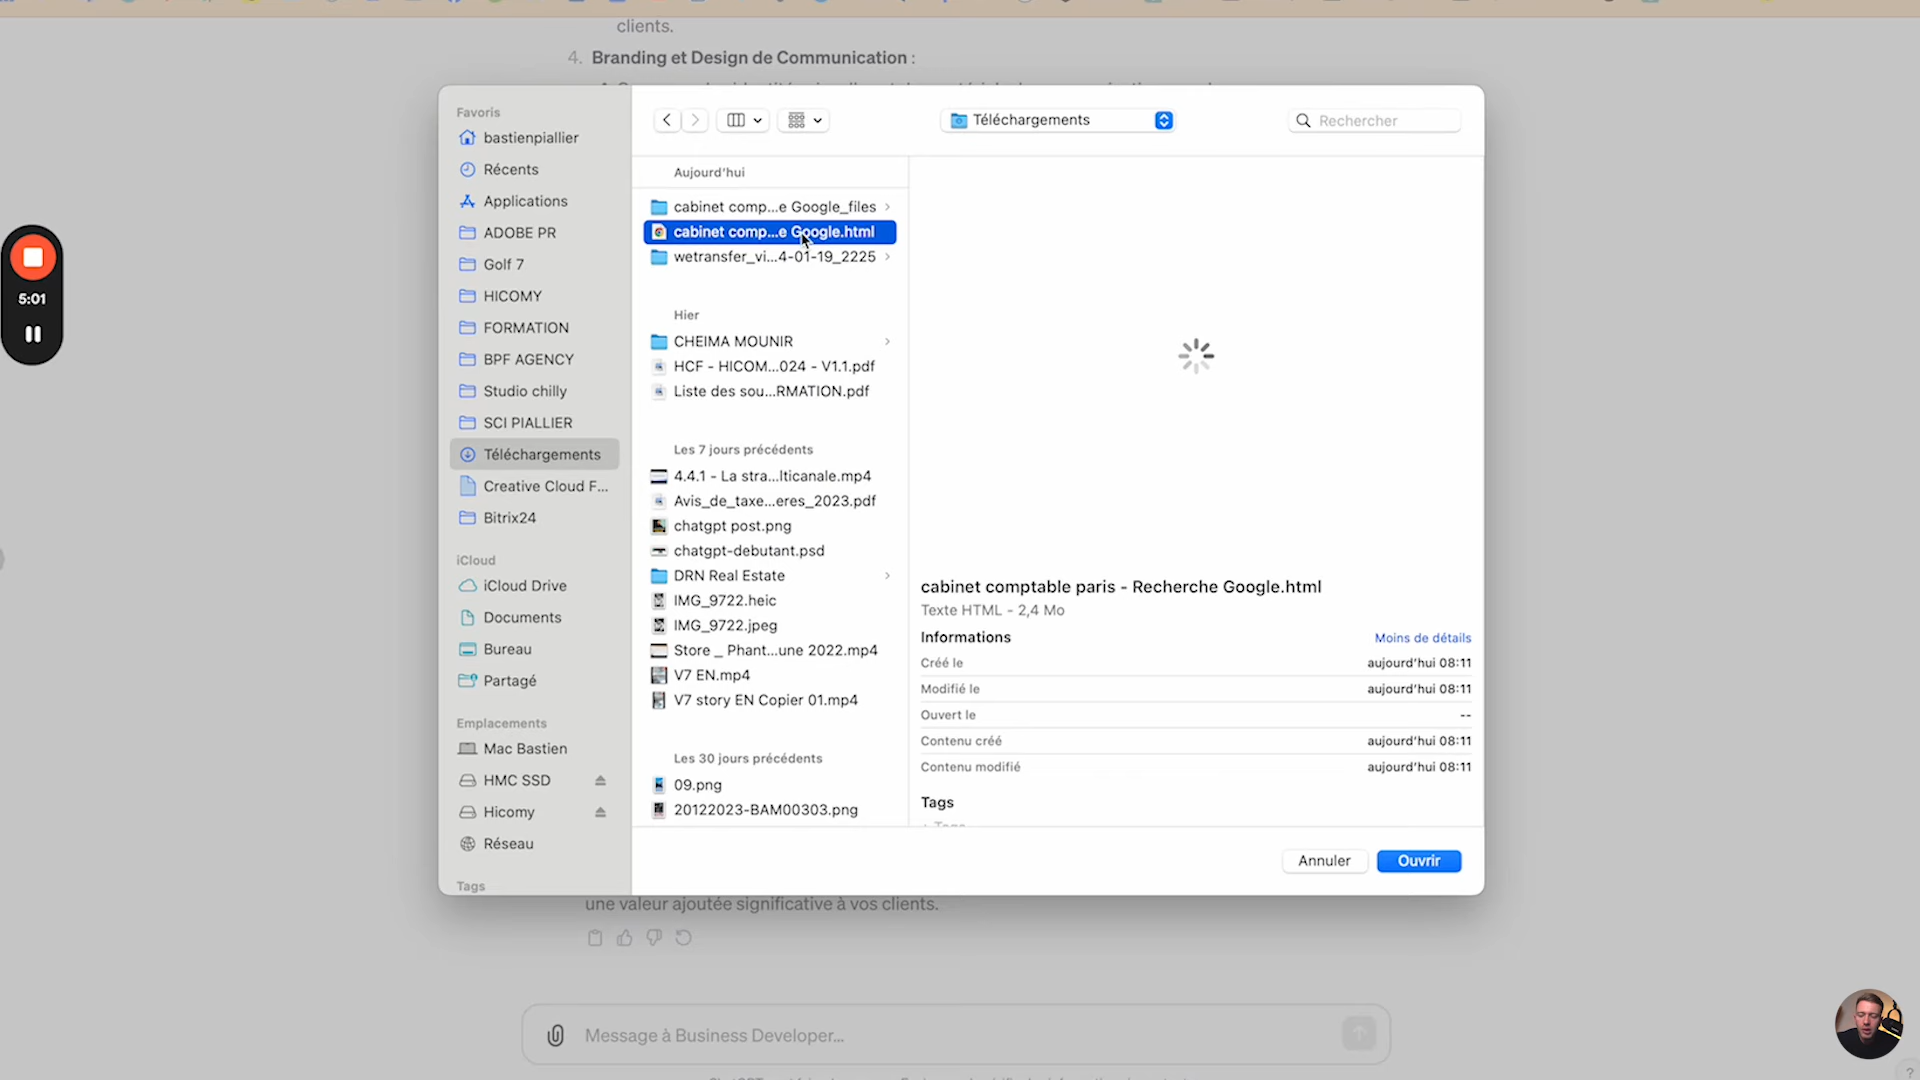 clients.
4. Branding et Design de Communication :
Favoris
bastienpiallier
Récents
Applications
ADOBE PR
Golf 7
HICOMY
FORMATION
BPF AGENCY
Studio chilly
SCI PIALLIER
Téléchargements
Creative Cloud F...
Bitrix24
iCloud
iCloud Drive
Documents
Bureau
Partagé
Emplacements
Mac Bastien
HMC SSD
Hicomy
Réseau
Tags
5:01
Téléchargements
Rechercher
Aujourd'hui
cabinet comp...e Google_files
cabinet comp...e Google.html
wetransfer_vi...4-01-19_2225
Hier
CHEIMA MOUNIR
HCF - HICOM...024 - V1.1.pdf
Liste des sou...RMATION.pdf
Les 7 jours précédents
4.4.1 - La stra...lticanale.mp4
Avis_de_taxe...eres_2023.pdf
chatgpt post.png
chatgpt-debutant.psd
DRN Real Estate
IMG_9722.heic
IMG_9722.jpeg
Store _ Phant...une 2022.mp4
V7 EN.mp4
V7 story EN Copier 01.mp4
Les 30 jours précédents
09.png
20122023-BAM00303.png
cabinet comptable paris - Recherche Google.html
Texte HTML - 2,4 Mo
Informations Moins de détails
Créé le aujourd'hui 08:11
Modifié le aujourd'hui 08:11
Ouvert le --
Contenu créé aujourd'hui 08:11
Contenu modifié aujourd'hui 08:11
Tags
Annuler Ouvrir
une valeur ajoutée significative à vos clients.
Message à Business Developer...
?